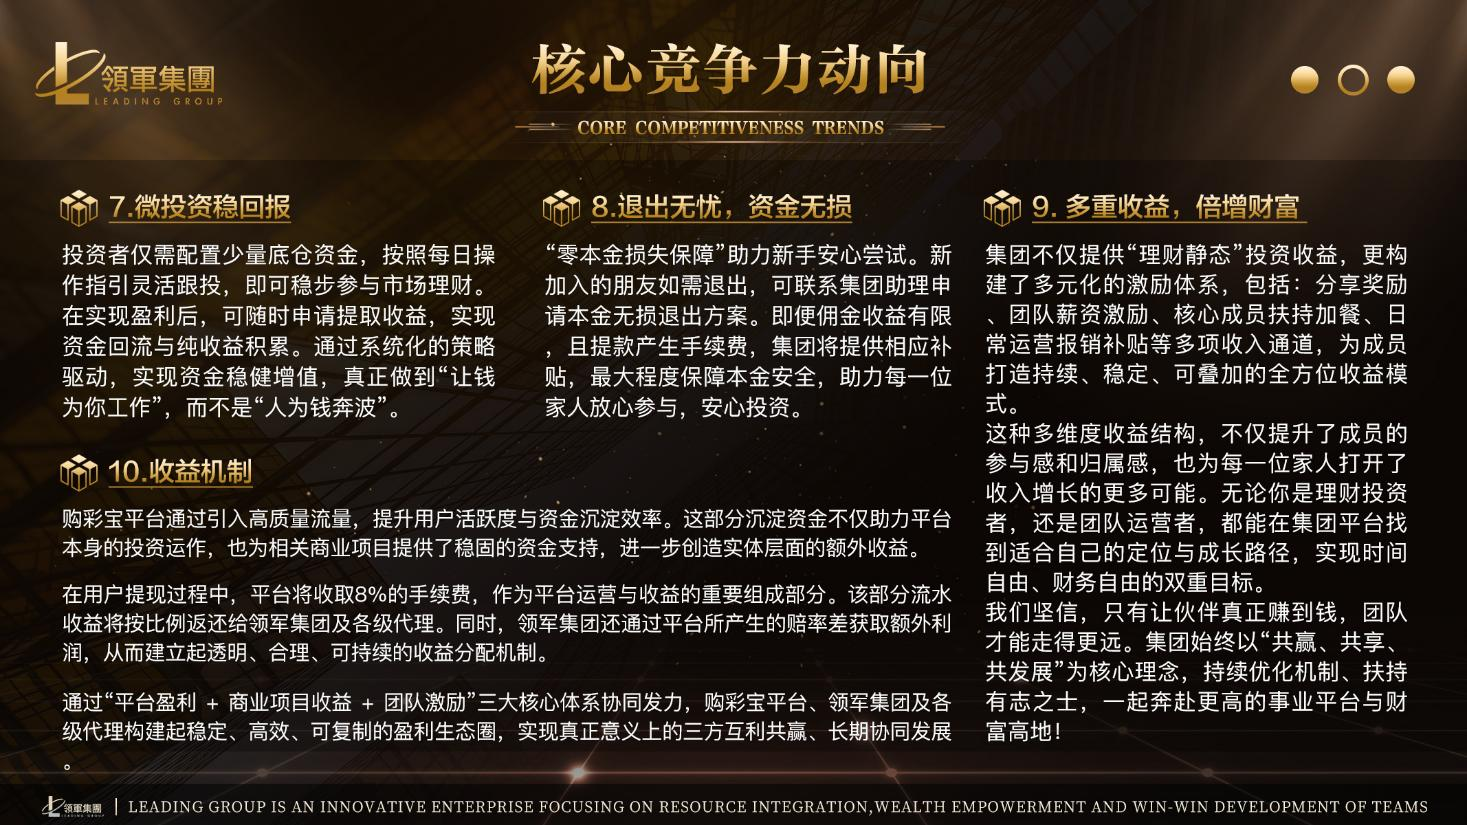 領軍集團
LEADING GROUP
核心竞争力动向
CORE COMPETITIVENESS TRENDS
7.微投资稳回报
投资者仅需配置少量底仓资金，按照每日操
作指引灵活跟投，即可稳步参与市场理财。
在实现盈利后，可随时申请提取收益，实现
资金回流与纯收益积累。通过系统化的策略
驱动，实现资金稳健增值，真正做到“让钱
为你工作”，而不是“人为钱奔波”。
8.退出无忧，资金无损
“零本金损失保障”助力新手安心尝试。新
加入的朋友如需退出，可联系集团助理申
请本金无损退出方案。即便佣金收益有限
，且提款产生手续费，集团将提供相应补
贴，最大程度保障本金安全，助力每一位
家人放心参与，安心投资。
9. 多重收益，倍增财富
集团不仅提供“理财静态”投资收益，更构
建了多元化的激励体系，包括：分享奖励
、团队薪资激励、核心成员扶持加餐、日
常运营报销补贴等多项收入通道，为成员
打造持续、稳定、可叠加的全方位收益模
式。
这种多维度收益结构，不仅提升了成员的
参与感和归属感，也为每一位家人打开了
收入增长的更多可能。无论你是理财投资
者，还是团队运营者，都能在集团平台找
到适合自己的定位与成长路径，实现时间
自由、财务自由的双重目标。
我们坚信，只有让伙伴真正赚到钱，团队
才能走得更远。集团始终以“共赢、共享、
共发展”为核心理念，持续优化机制、扶持
有志之士，一起奔赴更高的事业平台与财
富高地！
10.收益机制
购彩宝平台通过引入高质量流量，提升用户活跃度与资金沉淀效率。这部分沉淀资金不仅助力平台
本身的投资运作，也为相关商业项目提供了稳固的资金支持，进一步创造实体层面的额外收益。
在用户提现过程中，平台将收取8%的手续费，作为平台运营与收益的重要组成部分。该部分流水
收益将按比例返还给领军集团及各级代理。同时，领军集团还通过平台所产生的赔率差获取额外利
润，从而建立起透明、合理、可持续的收益分配机制。
通过“平台盈利 + 商业项目收益 + 团队激励”三大核心体系协同发力，购彩宝平台、领军集团及各
级代理构建起稳定、高效、可复制的盈利生态圈，实现真正意义上的三方互利共赢、长期协同发展
。
領軍集團
LEADING GROUP
LEADING GROUP IS AN INNOVATIVE ENTERPRISE FOCUSING ON RESOURCE INTEGRATION,WEALTH EMPOWERMENT AND WIN-WIN DEVELOPMENT OF TEAMS